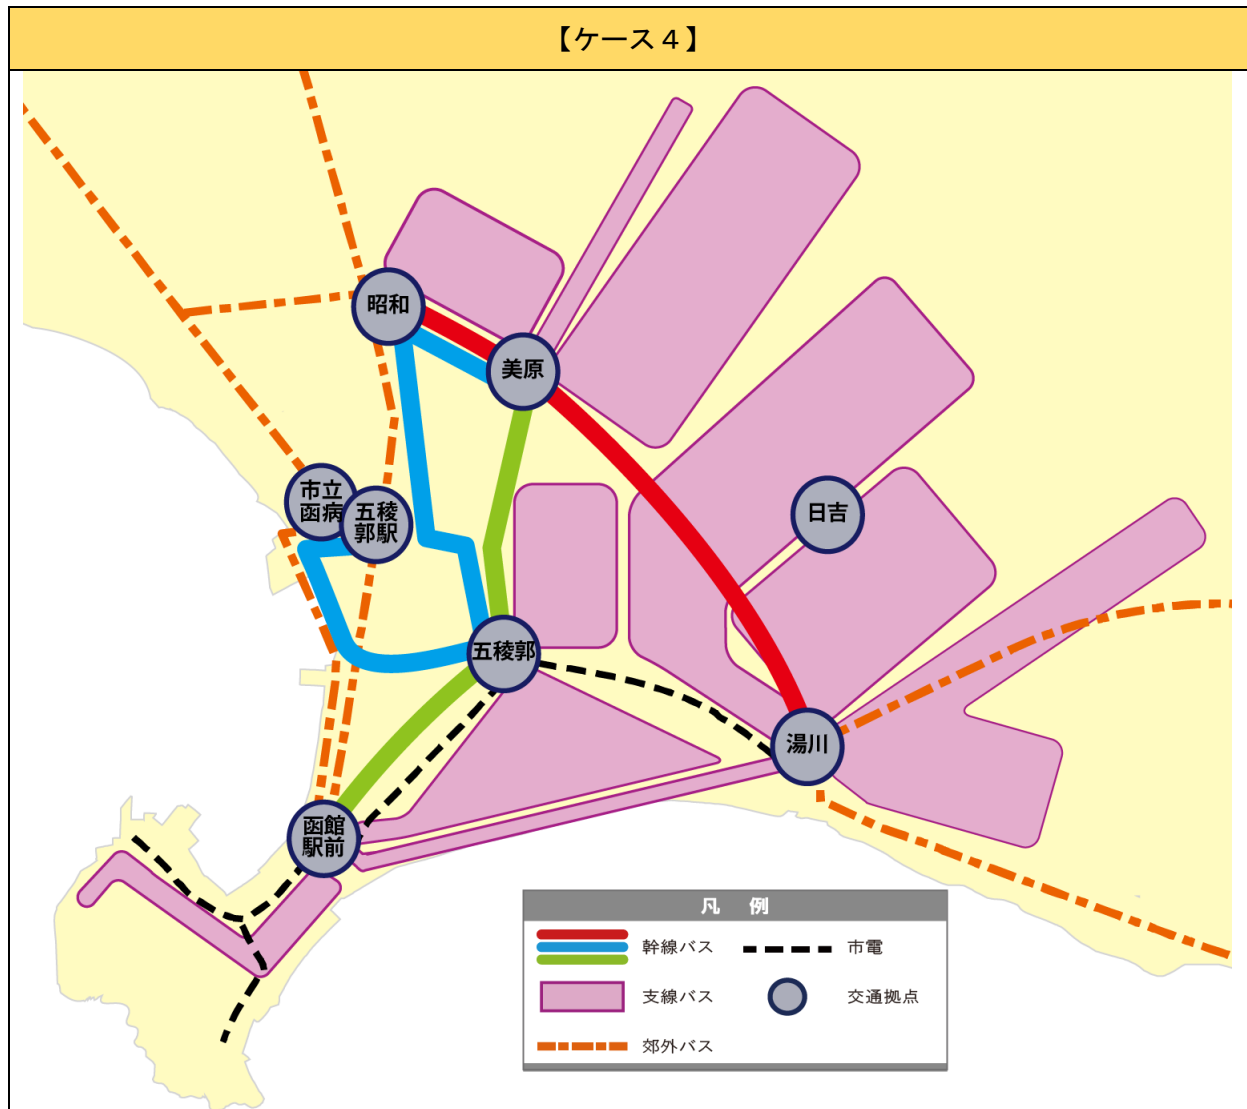 【ケース４】
昭和
美原
市立
函病
五稜
郭駅
日吉
五稜郭
湯川
函館
駅前
凡 例
幹線バス
市電
支線バス
交通拠点
郊外バス